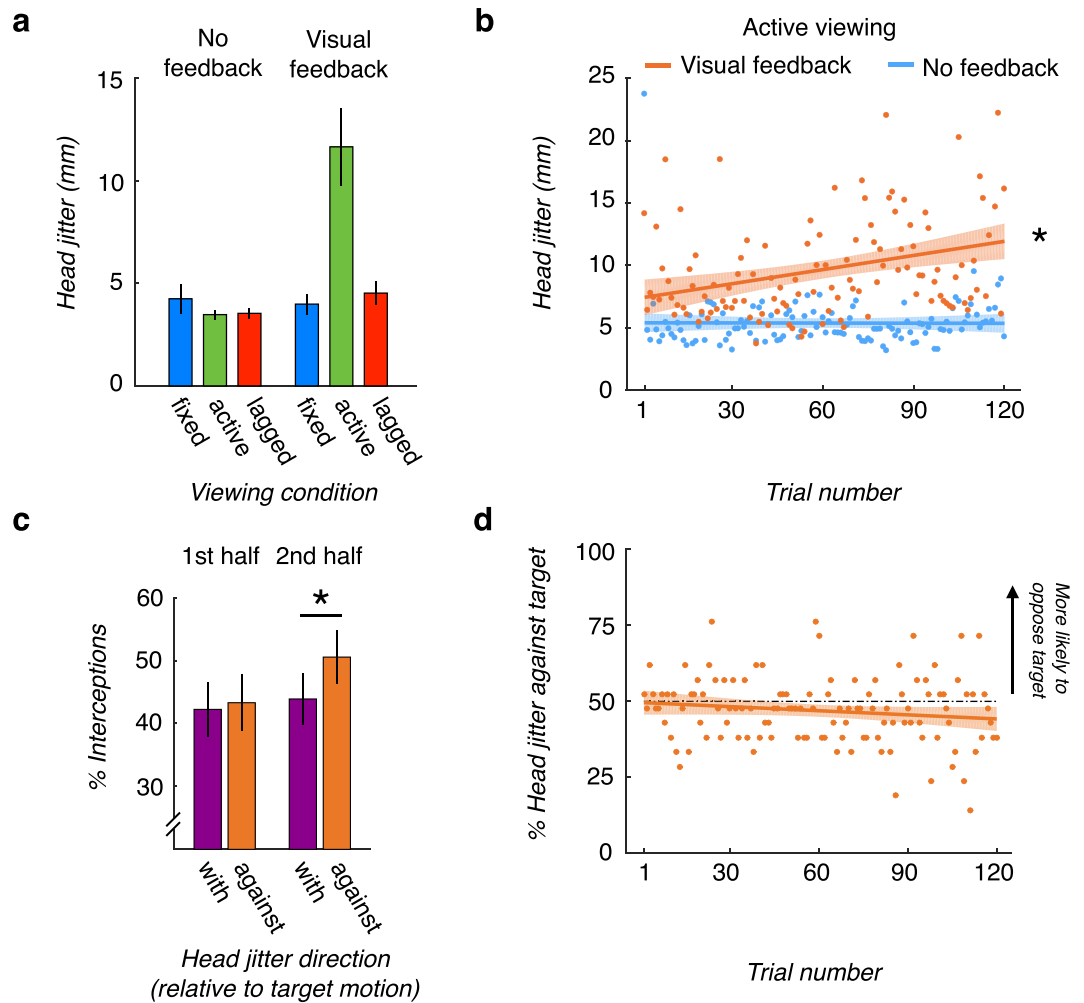 a
No
feedback
Visual
feedback
15
10
5
0
Head jitter (mm)
fixed
active
lagged
fixed
active
lagged
Viewing condition
b
Active viewing
Visual feedback
No feedback
25
20
15
10
5
0
Head jitter (mm)
*
1
30
60
90
120
Trial number
c
1st half
2nd half
60
50
40
30
% Interceptions
*
with
against
with
against
Head jitter direction
(relative to target motion)
d
100
75
50
25
0
% Head jitter against target
More likely to
oppose target
1
30
60
90
120
Trial number